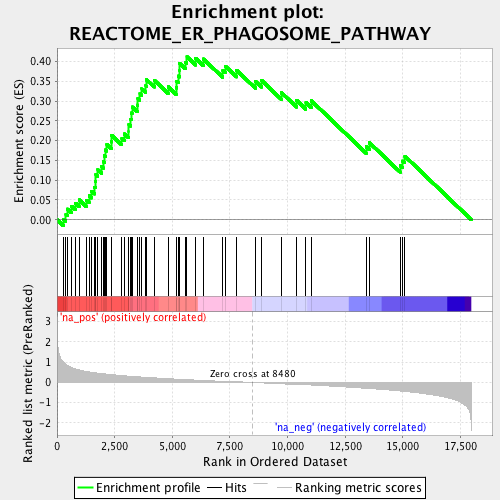 Enrichment plot:
REACTOME_ER_PHAGOSOME_PATHWAY
Enrichment score (ES)
0.40
0.35
0.30
0.25
0.20
0.15
0.10
0.05
0.00
'na_pos' (positively correlated)
Ranked list metric (PreRanked)
3
2
1
0
-1
-2
Zero cross at 8480
'na_neg' (negatively correlated)
0 2,500 5,000 7,500 10,000 12,500 15,000 17,500
Rank in Ordered Dataset
Enrichment profile Hits Ranking metric scores